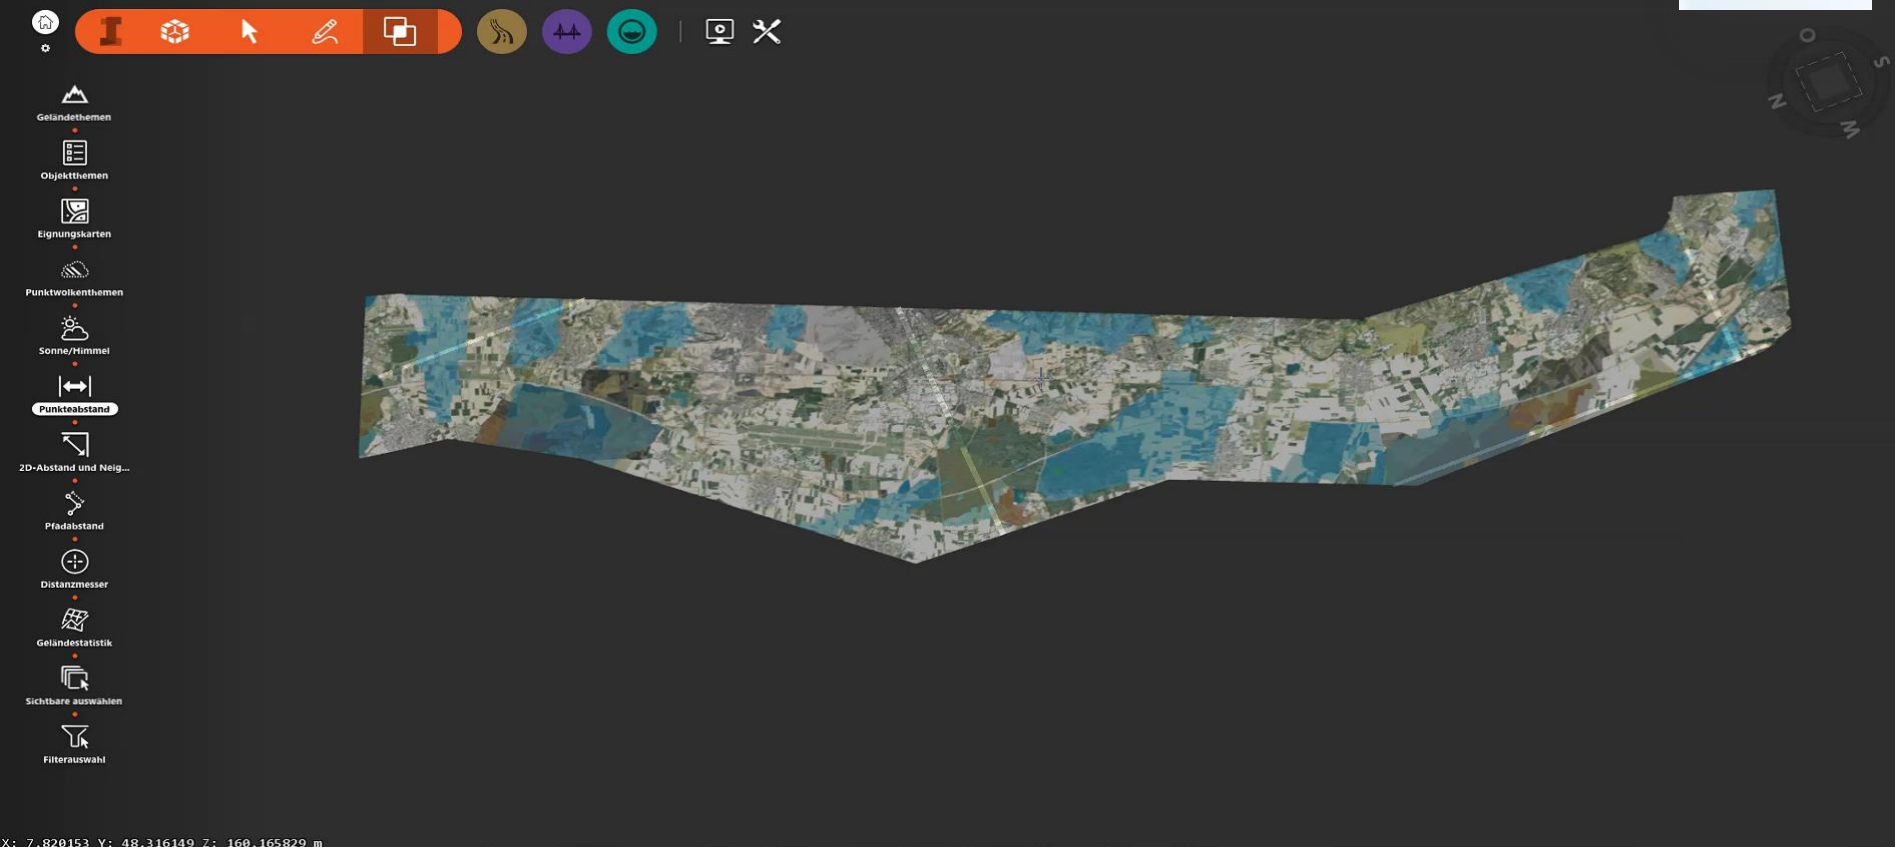 O
S
N
W
Geländethemen
Objektthemen
Eignungskarten
Punktwolkenthemen
Sonne/Himmel
Punkteabstand
2D-Abstand und Neig...
Pfadabstand
Distanzmesser
Geländestatistik
Sichtbare auswählen
Filterauswahl
X: 7.820153 Y: 48.316149 Z: 160.165829 m